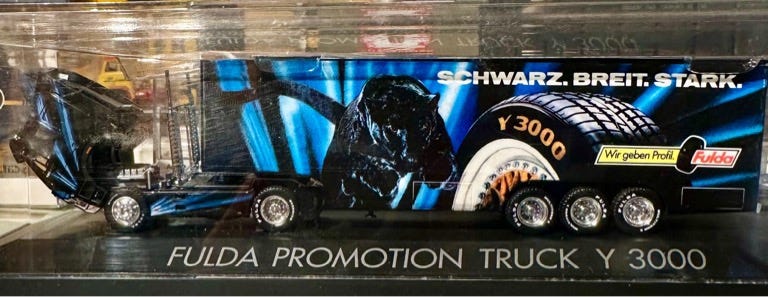 SCHWARZ. BREIT. STARK.
Y 3000
Wir geben Profil. Fulda
FULDA PROMOTION TRUCK Y 3000